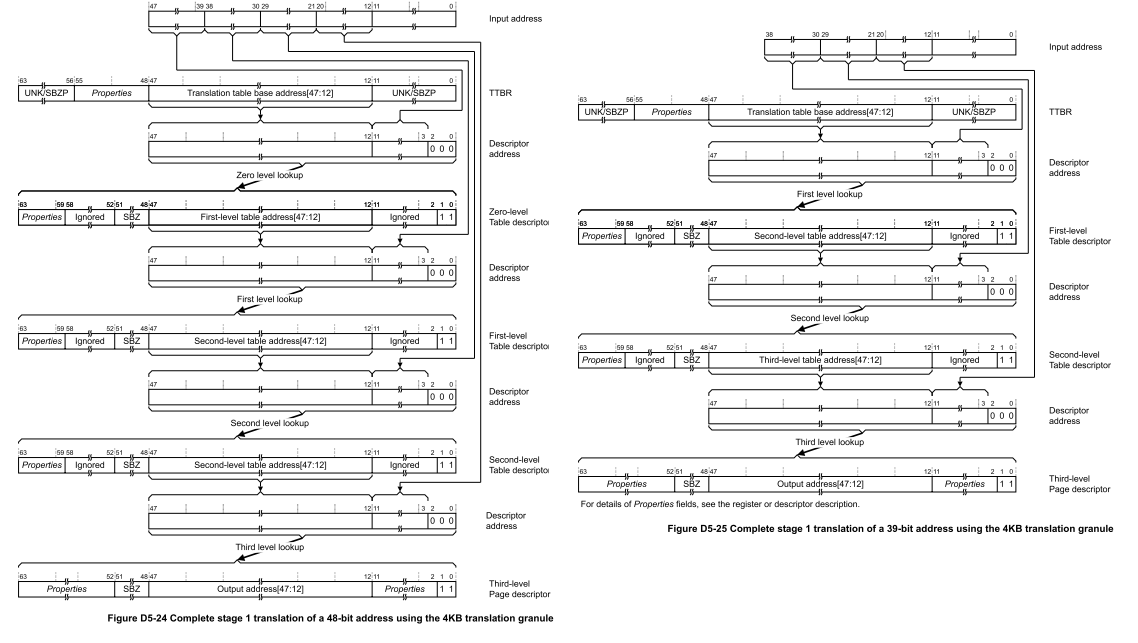 47 39 38 30 29 21 20 12 11 0
Input address
63 56 55 48 47 12 11 0
UNK/SBZP Properties Translation table base address[47:12] UNK/SBZP
TTBR
47 12 11 3 2 0
0 0 0
Descriptor
address
Zero level lookup
63 59 58 52 51 48 47 12 11 2 1 0
Properties Ignored SBZ First-level table address[47:12] Ignored 1 1
Zero-level
Table descriptor
47 12 11 3 2 0
0 0 0
Descriptor
address
First level lookup
63 59 58 52 51 48 47 12 11 2 1 0
Properties Ignored SBZ Second-level table address[47:12] Ignored 1 1
First-level
Table descriptor
47 12 11 3 2 0
0 0 0
Descriptor
address
Second level lookup
63 59 58 52 51 48 47 12 11 2 1 0
Properties Ignored SBZ Second-level table address[47:12] Ignored 1 1
Second-level
Table descriptor
47 12 11 3 2 0
0 0 0
Descriptor
address
Third level lookup
63 52 51 48 47 12 11 2 1 0
Properties SBZ Output address[47:12] Properties 1 1
Third-level
Page descriptor
Figure D5-24 Complete stage 1 translation of a 48-bit address using the 4KB translation granule
38 30 29 21 20 12 11 0
Input address
63 56 55 48 47 12 11 0
UNK/SBZP Properties Translation table base address[47:12] UNK/SBZP
TTBR
47 12 11 3 2 0
0 0 0
Descriptor
address
First level lookup
63 59 58 52 51 48 47 12 11 2 1 0
Properties Ignored SBZ Second-level table address[47:12] Ignored 1 1
First-level
Table descriptor
47 12 11 3 2 0
0 0 0
Descriptor
address
Second level lookup
63 59 58 52 51 48 47 12 11 2 1 0
Properties Ignored SBZ Third-level table address[47:12] Ignored 1 1
Second-level
Table descriptor
47 12 11 3 2 0
0 0 0
Descriptor
address
Third level lookup
63 52 51 48 47 12 11 2 1 0
Properties SBZ Output address[47:12] Properties 1 1
Third-level
Page descriptor
For details of Properties fields, see the register or descriptor description.
Figure D5-25 Complete stage 1 translation of a 39-bit address using the 4KB translation granule